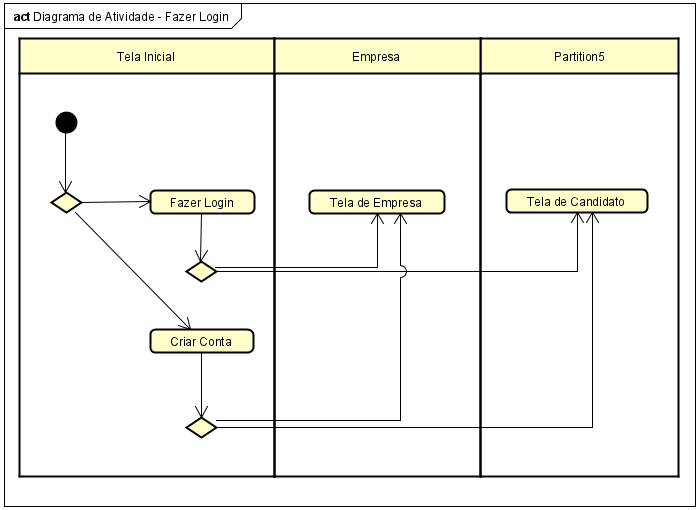 act Diagrama de Atividade - Fazer Login
Tela Inicial
Empresa
Partition5
Fazer Login
Tela de Empresa
Tela de Candidato
Criar Conta